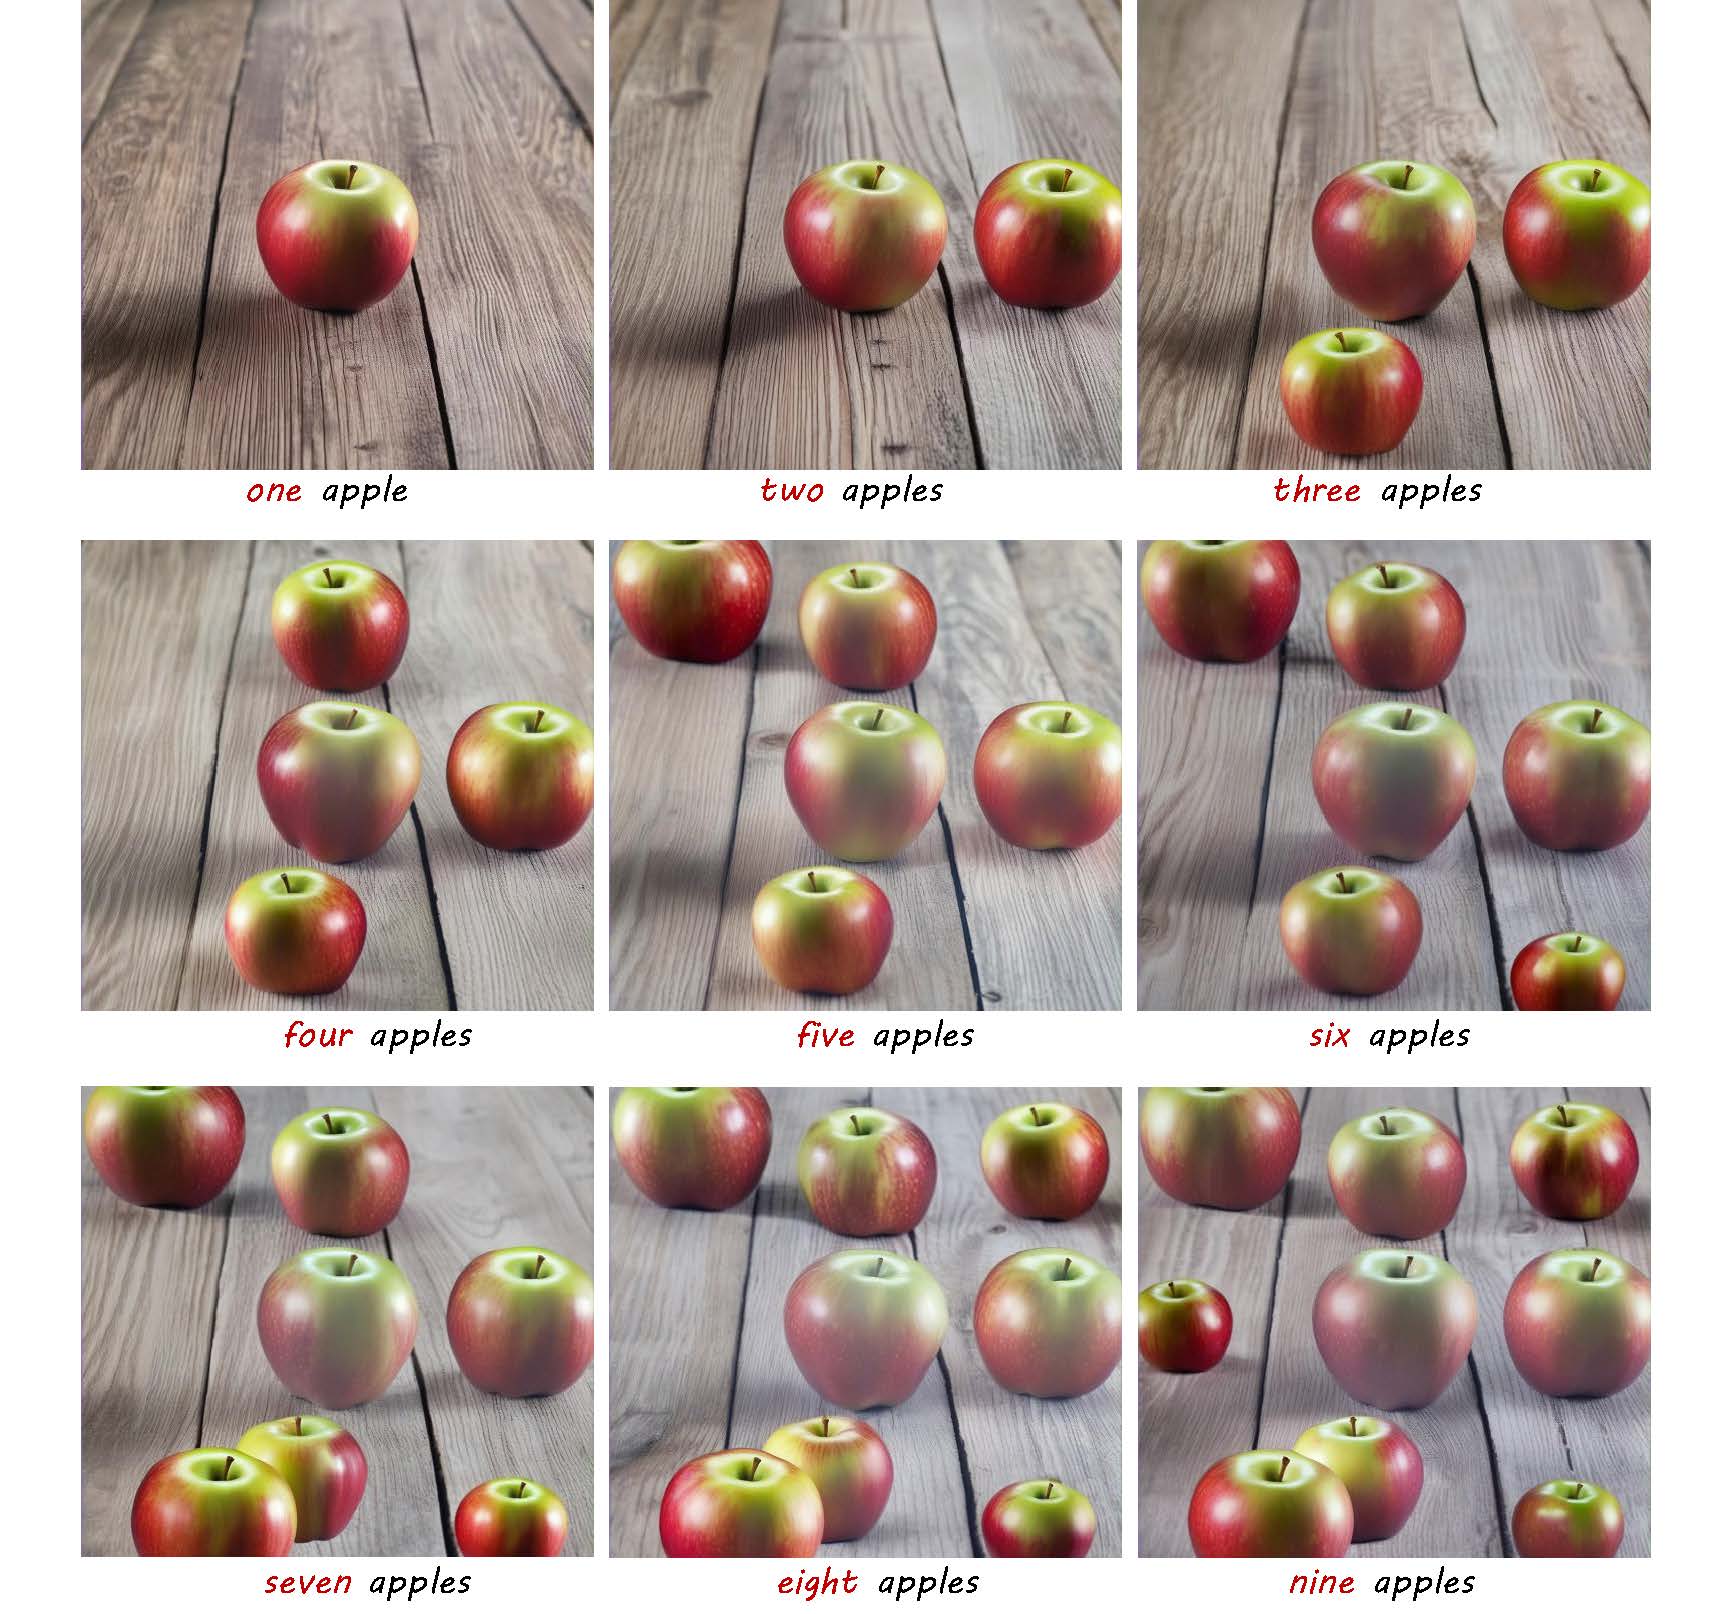 one apple
two apples
three apples
four apples
five apples
six apples
seven apples
eight apples
nine apples